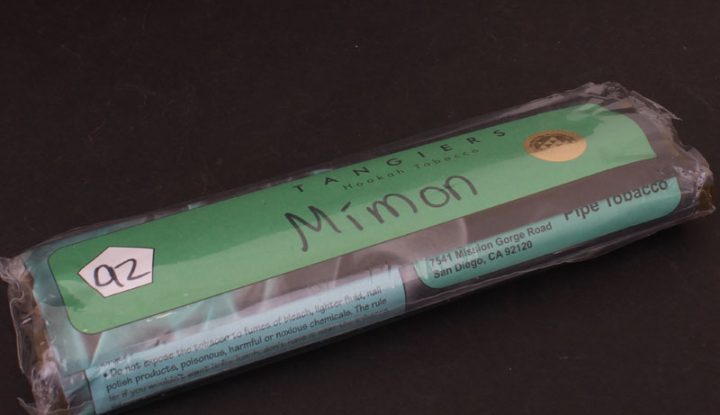 TANGIERS
Hookah Tobacco
Mimon
92
Pipe Tobacco
7541 Mission Gorge Road
San Diego, CA 92120
• Do not expose the tobacco to fumes of bleach, lighter fluid, nail
polish products, poisonous, harmful or noxious chemicals. The rule